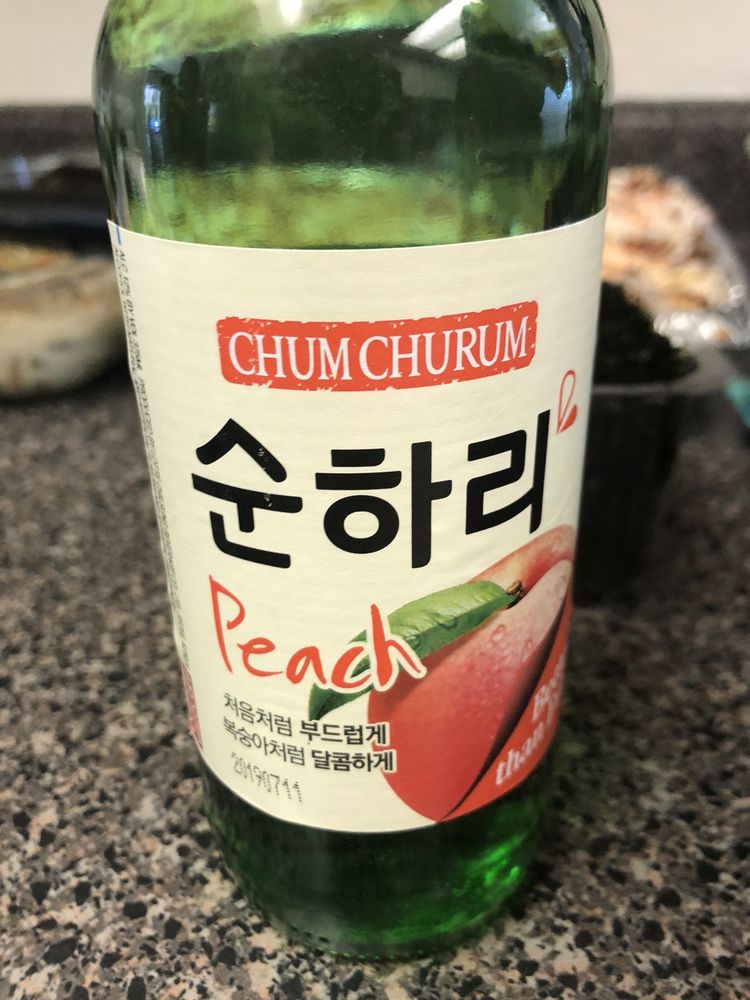 CHUM CHURUM
순하리
Peach
처음처럼 부드럽게
복숭아처럼 달콤하게
20190711
than